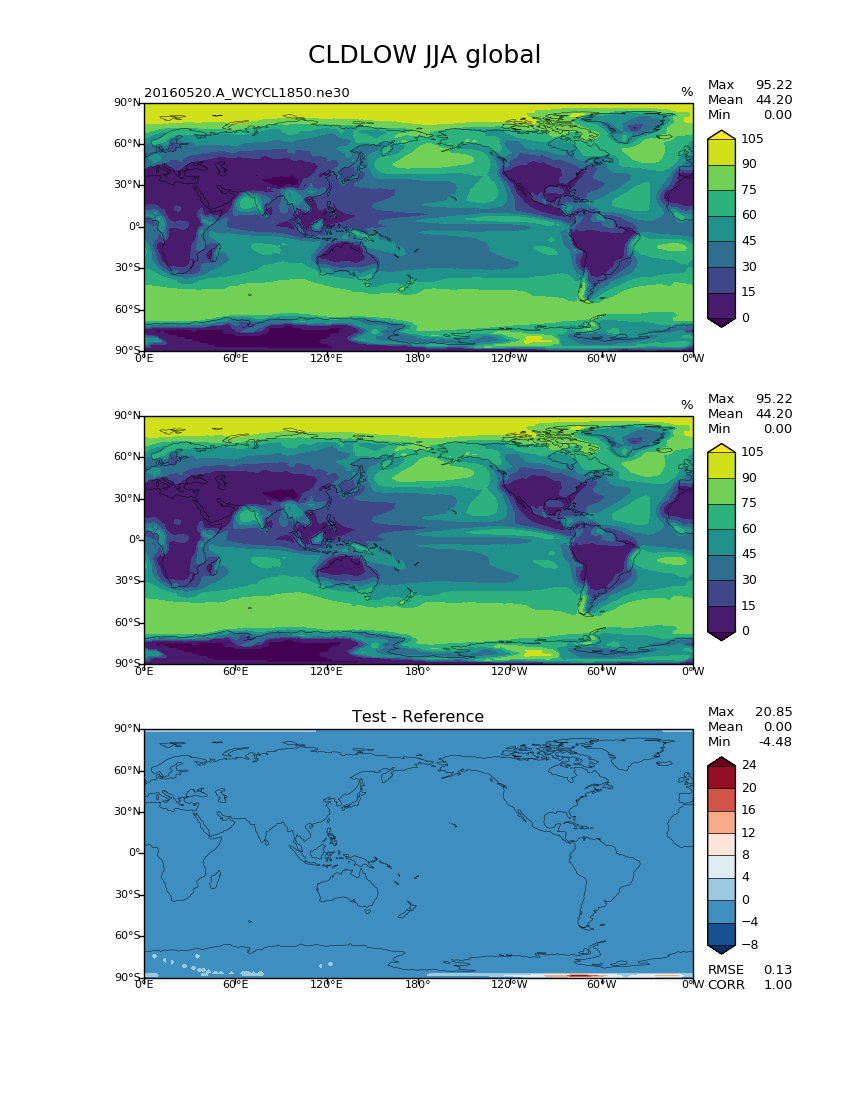 CLDLOW JJA global
20160520.A_WCYCL1850.ne30
%
Max 95.22
Mean 44.20
Min 0.00
90°N
60°N
30°N
0°
30°S
60°S
90°S
0°E 60°E 120°E 180° 120°W 60°W 0°W
105
90
75
60
45
30
15
0
%
Max 95.22
Mean 44.20
Min 0.00
90°N
60°N
30°N
0°
30°S
60°S
90°S
0°E 60°E 120°E 180° 120°W 60°W 0°W
105
90
75
60
45
30
15
0
Test - Reference
Max 20.85
Mean 0.00
Min -4.48
90°N
60°N
30°N
0°
30°S
60°S
90°S
0°E 60°E 120°E 180° 120°W 60°W 0°W
24
20
16
12
8
4
0
−4
−8
RMSE 0.13
CORR 1.00